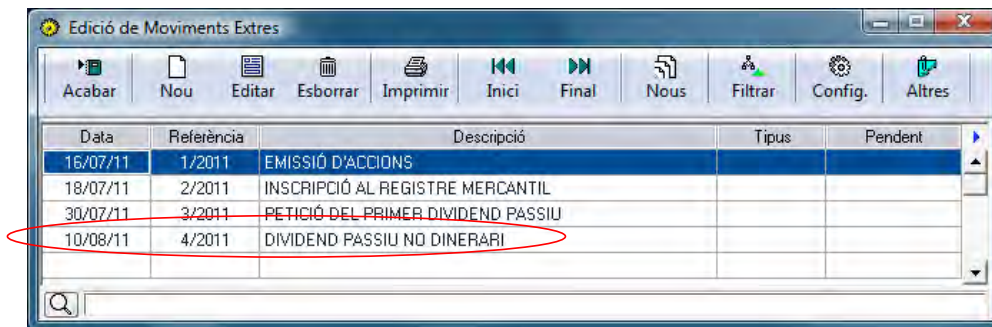 Edició de Moviments Extres
Acabar Nou Editar Esborrar Imprimir Inici Final Nous Filtrar Config. Altres
Data Referència Descripció Tipus Pendent
16/07/11 1/2011 EMISSIÓ D'ACCIONS
18/07/11 2/2011 INSCRIPCIÓ AL REGISTRE MERCANTIL
30/07/11 3/2011 PETICIÓ DEL PRIMER DIVIDEND PASSIU
10/08/11 4/2011 DIVIDEND PASSIU NO DINERARI